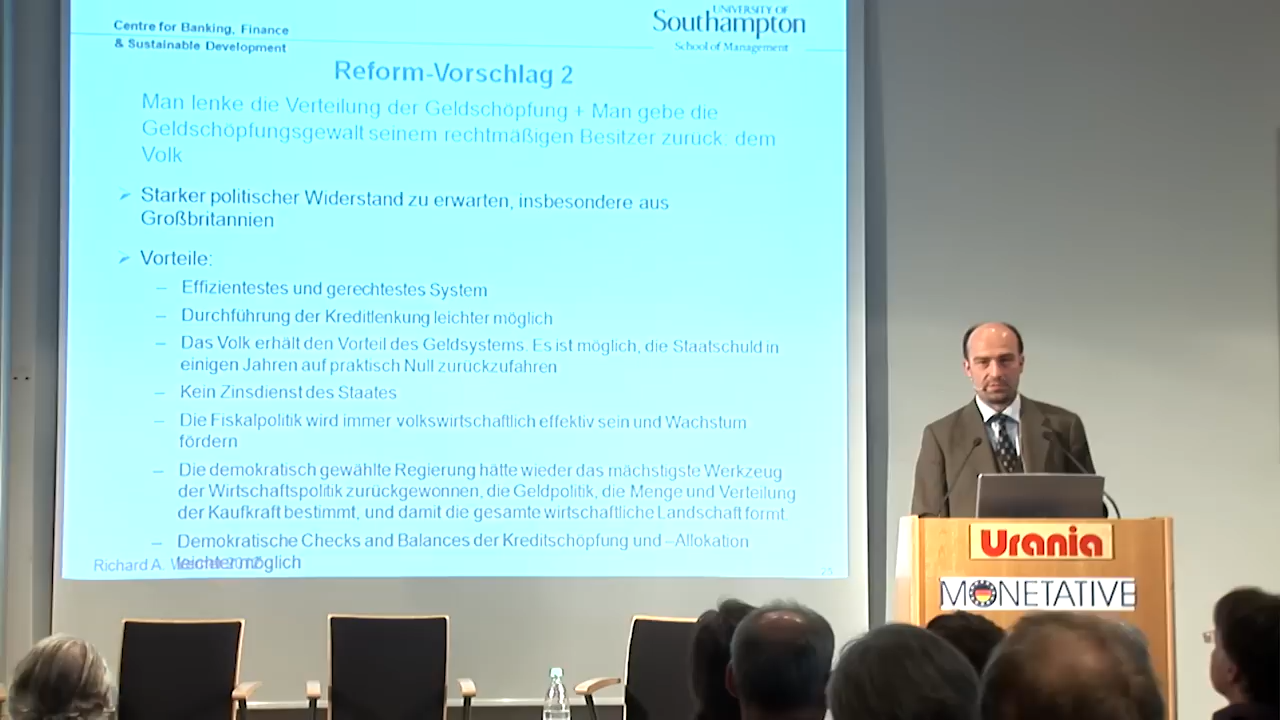 Centre for Banking, Finance
& Sustainable Development
UNIVERSITY OF
Southampton
School of Management
Reform-Vorschlag 2
Man lenke die Verteilung der Geldschöpfung + Man gebe die
Geldschöpfungsgewalt seinem rechtmäßigen Besitzer zurück: dem
Volk
Starker politischer Widerstand zu erwarten, insbesondere aus
Großbritannien
Vorteile:
– Effizientestes und gerechtestes System
– Durchführung der Kreditlenkung leichter möglich
– Das Volk erhält den Vorteil des Geldsystems. Es ist möglich, die Staatschuld in
einigen Jahren auf praktisch Null zurückzufahren
– Kein Zinsdienst des Staates
– Die Fiskalpolitik wird immer volkswirtschaftlich effektiv sein und Wachstum
fördern
– Die demokratisch gewählte Regierung hätte wieder das mächstigste Werkzeug
der Wirtschaftspolitik zurückgewonnen, die Geldpolitik, die Menge und Verteilung
der Kaufkraft bestimmt, und damit die gesamte wirtschaftliche Landschaft formt.
– Demokratische Checks and Balances der Kreditschöpfung und –Allokation
leichter möglich
Richard A.
Urania
MONETATIVE